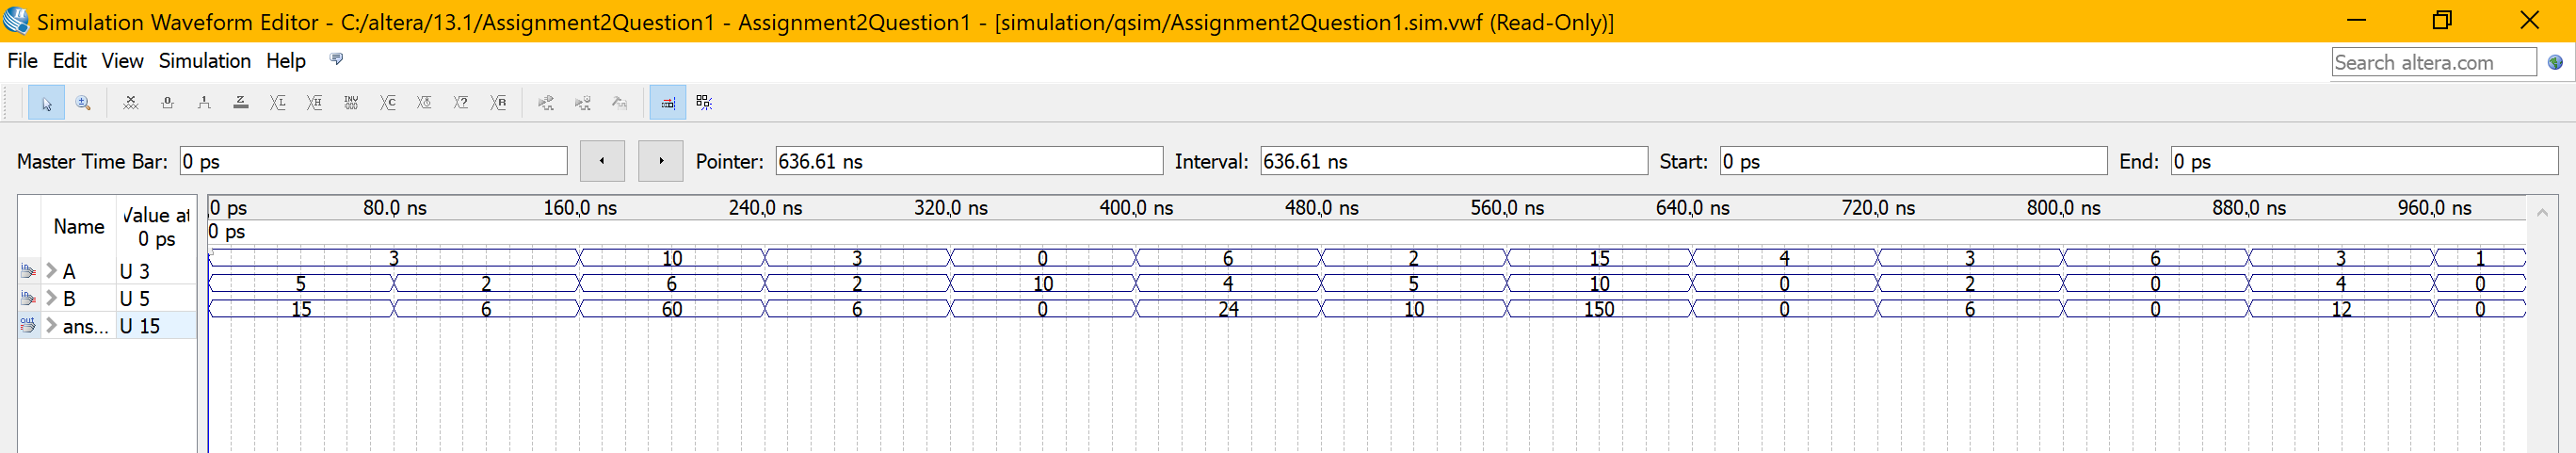 Simulation Waveform Editor - C:/altera/13.1/Assignment2Question1 - Assignment2Question1 - [simulation/qsim/Assignment2Question1.sim.vwf (Read-Only)]
File Edit View Simulation Help Search altera.com
Master Time Bar: 0 ps Pointer: 636.61 ns Interval: 636.61 ns Start: 0 ps End: 0 ps
Name Value at 0 ps
0 ps 80.0 ns 160.0 ns 240.0 ns 320.0 ns 400.0 ns 480.0 ns 560.0 ns 640.0 ns 720.0 ns 800.0 ns 880.0 ns 960.0 ns
0 ps
A U 3 3 10 3 0 6 2 15 4 3 6 3 1
B U 5 5 2 6 2 10 4 5 10 0 2 0 4 0
ans... U 15 15 6 60 6 0 24 10 150 0 6 0 12 0